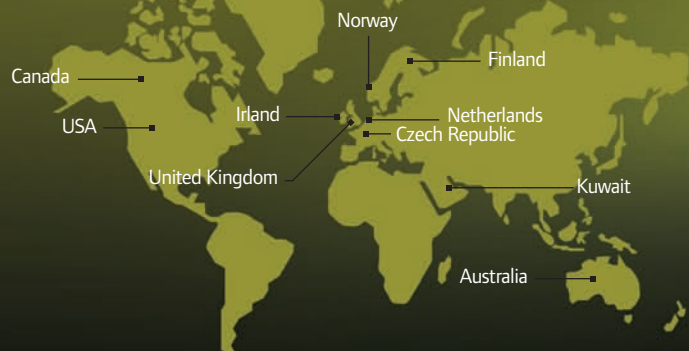 Norway
Finland
Canada
Irland
Netherlands
USA
Czech Republic
United Kingdom
Kuwait
Australia